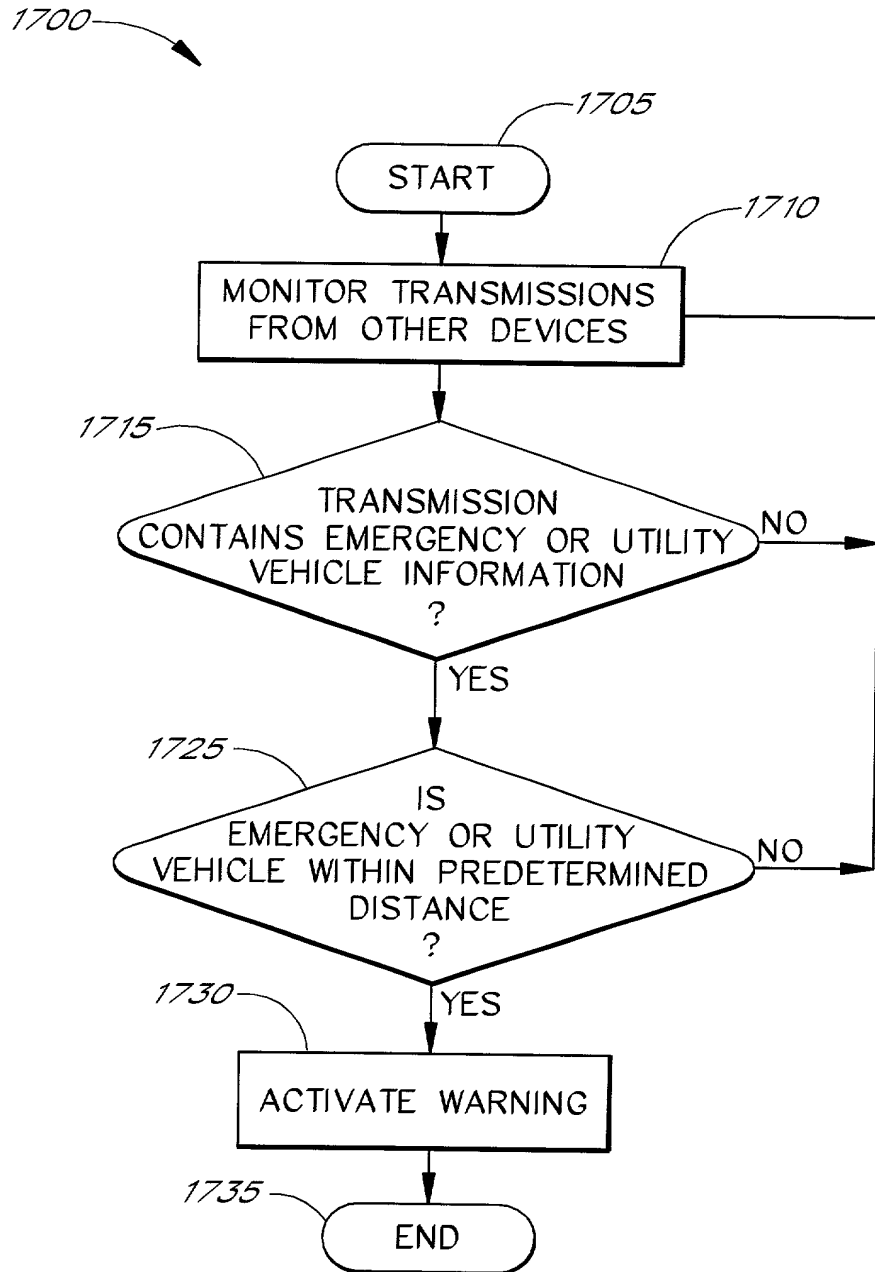 1700
1705
START
1710
MONITOR TRANSMISSIONS
FROM OTHER DEVICES
1715
TRANSMISSION
CONTAINS EMERGENCY OR UTILITY
VEHICLE INFORMATION
?
NO
YES
1725
IS
EMERGENCY OR UTILITY
VEHICLE WITHIN PREDETERMINED
DISTANCE
?
NO
YES
1730
ACTIVATE WARNING
1735
END